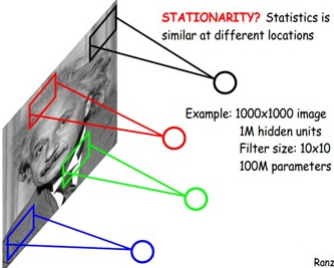 STATIONARITY? Statistics is
similar at different locations
Example: 1000x1000 image
1M hidden units
Filter size: 10x10
100M parameters
Ranz